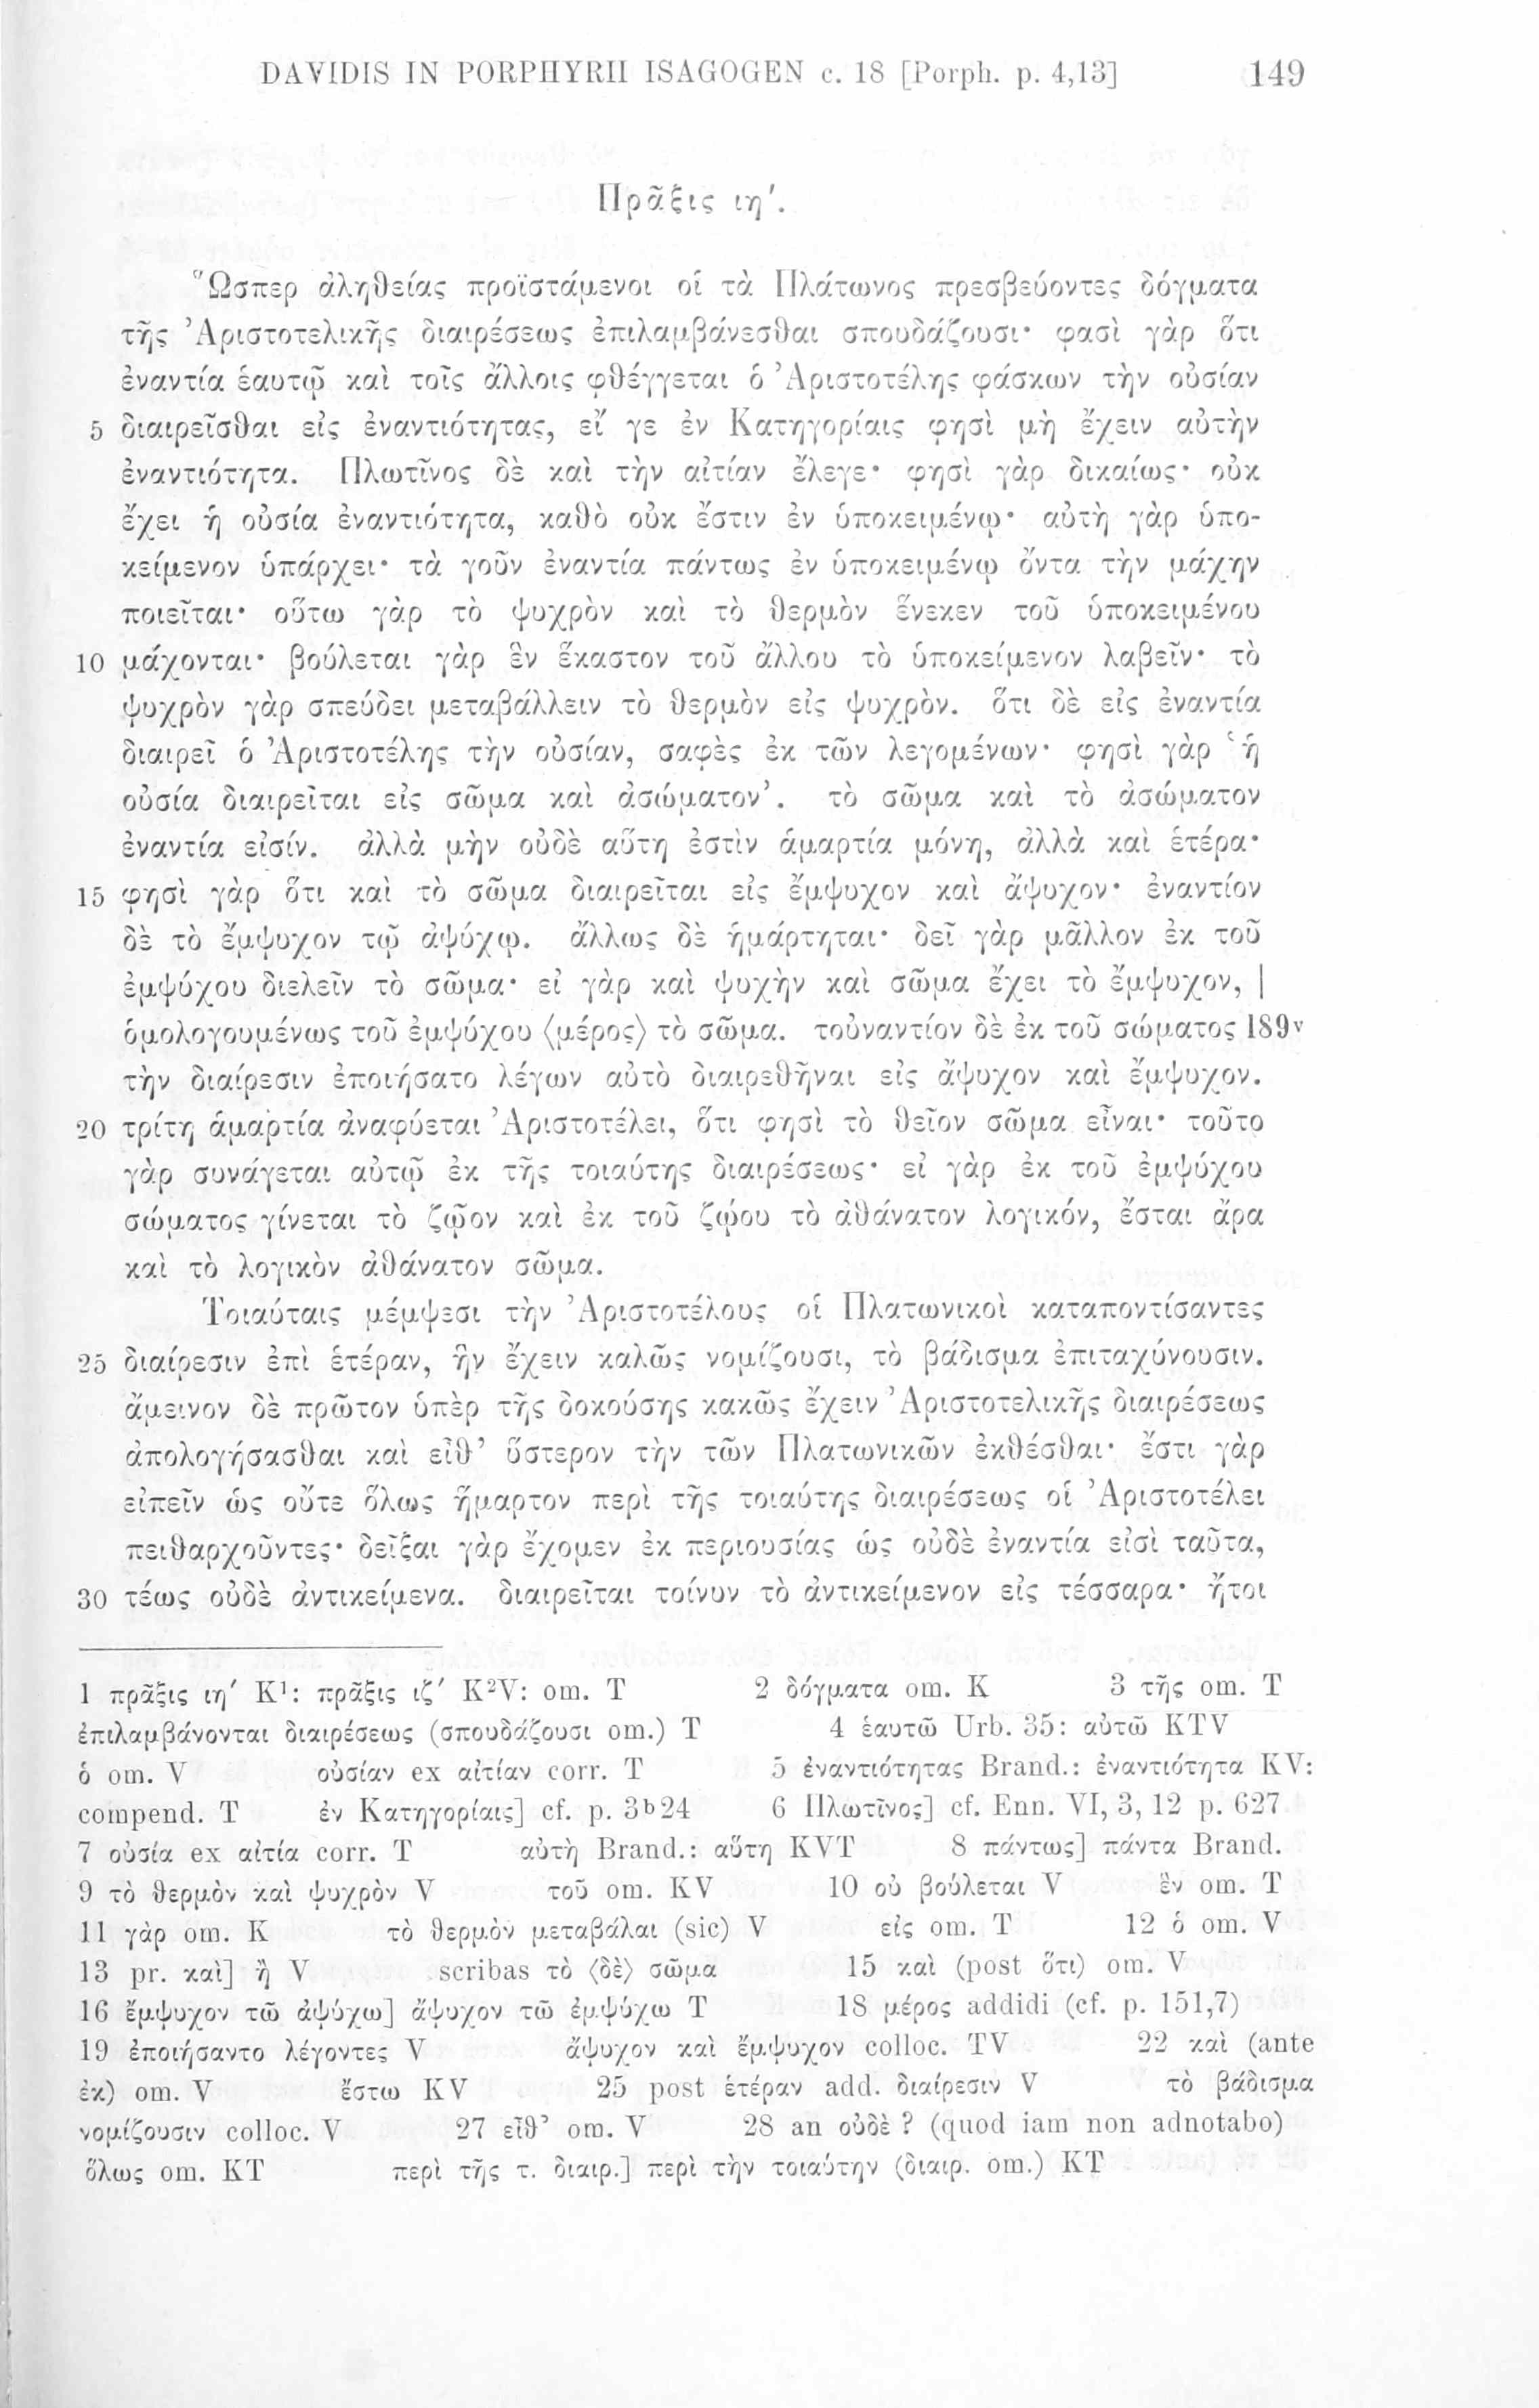 DAVIDIS IN PORPHYRII ISAGOGEN c. 18 [Porph. p. 4,13] 149
Πρᾶξις ιη΄.
Ὥσπερ ἀληθείας προϊστάμενοι οἱ τὰ Πλάτωνος πρεσβεύοντες δόγματα
τῆς Ἀριστοτελικῆς διαιρέσεως ἐπιλαμβάνεσθαι σπουδάζουσι· φασὶ γὰρ ὅτι
ἐναντία ἑαυτῷ καὶ τοῖς ἄλλοις φθέγγεται ὁ Ἀριστοτέλης φάσκων τὴν οὐσίαν
5 διαιρεῖσθαι εἰς ἐναντιότητας, εἴ γε ἐν Κατηγορίαις φησὶ μὴ ἔχειν αὐτὴν
ἐναντιότητα. Πλωτῖνος δὲ καὶ τὴν αἰτίαν ἔλεγε· φησὶ γὰρ δικαίως· οὐκ
ἔχει ἡ οὐσία ἐναντιότητα, καθὸ οὐκ ἔστιν ἐν ὑποκειμένῳ· αὐτὴ γὰρ ὑπο-
κείμενον ὑπάρχει· τὰ γοῦν ἐναντία πάντως ἐν ὑποκειμένῳ ὄντα τὴν μάχην
ποιεῖται· οὕτω γὰρ τὸ ψυχρὸν καὶ τὸ θερμὸν ἕνεκεν τοῦ ὑποκειμένου
10 μάχονται· βούλεται γὰρ ἓν ἕκαστον τοῦ ἄλλου τὸ ὑποκείμενον λαβεῖν· τὸ
ψυχρὸν γὰρ σπεύδει μεταβάλλειν τὸ θερμὸν εἰς ψυχρὸν. ὅτι δὲ εἰς ἐναντία
διαιρεῖ ὁ Ἀριστοτέλης τὴν οὐσίαν, σαφὲς ἐκ τῶν λεγομένων· φησὶ γὰρ ‘ἡ
οὐσία διαιρεῖται εἰς σῶμα καὶ ἀσώματον’. τὸ σῶμα καὶ τὸ ἀσώματον
ἐναντία εἰσίν. ἀλλὰ μὴν οὐδὲ αὕτη ἐστὶν ἁμαρτία μόνη, ἀλλὰ καὶ ἑτέρα·
15 φησὶ γὰρ ὅτι καὶ τὸ σῶμα διαιρεῖται εἰς ἔμψυχον καὶ ἄψυχον· ἐναντίον
δὲ τὸ ἔμψυχον τῷ ἀψύχῳ. ἄλλως δὲ ἡμάρτηται· δεῖ γὰρ μᾶλλον ἐκ τοῦ
ἐμψύχου διελεῖν τὸ σῶμα· εἰ γὰρ καὶ ψυχὴν καὶ σῶμα ἔχει τὸ ἔμψυχον, |
ὁμολογουμένως τοῦ ἐμψύχου ⟨μέρος⟩ τὸ σῶμα. τοὐναντίον δὲ ἐκ τοῦ σώματος 189v
τὴν διαίρεσιν ἐποιήσατο λέγων αὐτὸ διαιρεθῆναι εἰς ἄψυχον καὶ ἔμψυχον.
20 τρίτη ἁμαρτία ἀναφύεται Ἀριστοτέλει, ὅτι φησὶ τὸ θεῖον σῶμα εἶναι· τοῦτο
γὰρ συνάγεται αὐτῷ ἐκ τῆς τοιαύτης διαιρέσεως· εἰ γὰρ ἐκ τοῦ ἐμψύχου
σώματος γίνεται τὸ ζῷον καὶ ἐκ τοῦ ζῴου τὸ ἀθάνατον λογικόν, ἔσται ἄρα
καὶ τὸ λογικὸν ἀθάνατον σῶμα.
Τοιαύταις μέμψεσι τὴν Ἀριστοτέλους οἱ Πλατωνικοὶ καταποντίσαντες
25 διαίρεσιν ἐπὶ ἑτέραν, ἣν ἔχειν καλῶς νομίζουσι, τὸ βάδισμα ἐπιταχύνουσιν.
ἄμεινον δὲ πρῶτον ὑπὲρ τῆς δοκούσης κακῶς ἔχειν Ἀριστοτελικῆς διαιρέσεως
ἀπολογήσασθαι καὶ εἶθ’ ὕστερον τὴν τῶν Πλατωνικῶν ἐκθέσθαι· ἔστι γὰρ
εἰπεῖν ὡς οὔτε ὅλως ἥμαρτον περὶ τῆς τοιαύτης διαιρέσεως οἱ Ἀριστοτέλει
πειθαρχοῦντες· δεῖξαι γὰρ ἔχομεν ἐκ περιουσίας ὡς οὐδὲ ἐναντία εἰσὶ ταῦτα,
30 τέως οὐδὲ ἀντικείμενα. διαιρεῖται τοίνυν τὸ ἀντικείμενον εἰς τέσσαρα· ἤτοι
1 πρᾶξις ιη΄ K¹: πρᾶξις ιζ΄ K²V: om. T 2 δόγματα om. K 3 τῆς om. T
ἐπιλαμβάνονται διαιρέσεως (σπουδάζουσι om.) T 4 ἑαυτῶ Urb. 35: αὐτῶ KTV
ὁ om. V οὐσίαν ex αἰτίαν corr. T 5 ἐναντιότητας Brand.: ἐναντιότητα KV:
compend. T ἐν Κατηγορίαις] cf. p. 3b24 6 Πλωτῖνος] cf. Enn. VI, 3, 12 p. 627
7 οὐσία ex αἰτία corr. T αὐτὴ Brand.: αὕτη KVT 8 πάντως] πάντα Brand.
9 τὸ θερμὸν καὶ ψυχρὸν V τοῦ om. KV 10 οὐ βούλεται V ἓν om. T
11 γὰρ om. K τὸ θερμὸν μεταβάλαι (sic) V εἰς om. T 12 ὁ om. V
13 pr. καὶ] ἢ V scribas τὸ ⟨δὲ⟩ σῶμα 15 καὶ (post ὅτι) om. V
16 ἔμψυχον τῶ ἀψύχω] ἄψυχον τῶ ἐμψύχω T 18 μέρος addidi (cf. p. 151,7)
19 ἐποιήσαντο λέγοντες V ἄψυχον καὶ ἔμψυχον colloc. TV 22 καὶ (ante
ἐκ) om. V ἔστω KV 25 post ἑτέραν add. διαίρεσιν V τὸ βάδισμα
νομίζουσιν colloc. V 27 εἶθ’ om. V 28 an οὐδὲ ? (quod iam non adnotabo)
ὅλως om. KT περὶ τῆς τ. διαιρ.] περὶ τὴν τοιαύτην (διαιρ. om.) KT